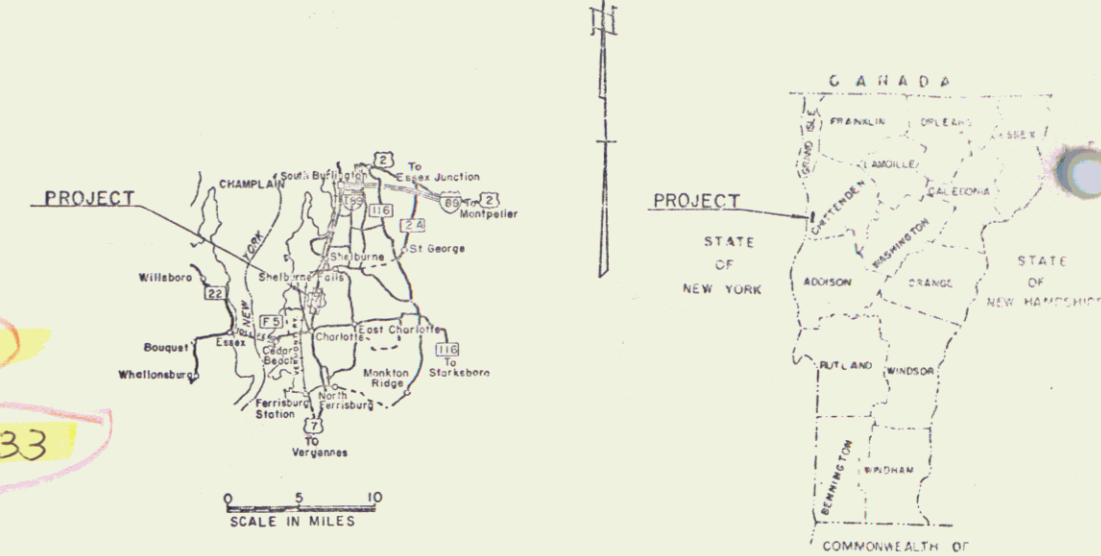 PROJECT
CHAMPLAIN
South Burlington
2
To
Essex Junction
89
To 2
Montpelier
116
2A
St George
Shelburne
Shelburne Falls
YORK
NEW
Willsboro
22
F5
Essex
Charlotte
East Charlotte
Bouquet
Cedar
Beach
VERMONT
116
To
Starksboro
Whallonsburg
Monkton
Ridge
Ferrisburg
Station
North
Ferrisburg
7
TO
Vergennes
0 5 10
SCALE IN MILES
33
CANADA
GRAND ISLE
FRANKLIN
ORLEANS
ESSEX
LAMOILLE
CALEDONIA
CHITTENDEN
PROJECT
WASHINGTON
STATE
OF
NEW YORK
ADDISON
ORANGE
STATE
OF
NEW HAMPSHIRE
RUTLAND
WINDSOR
BENNINGTON
WINDHAM
COMMONWEALTH OF